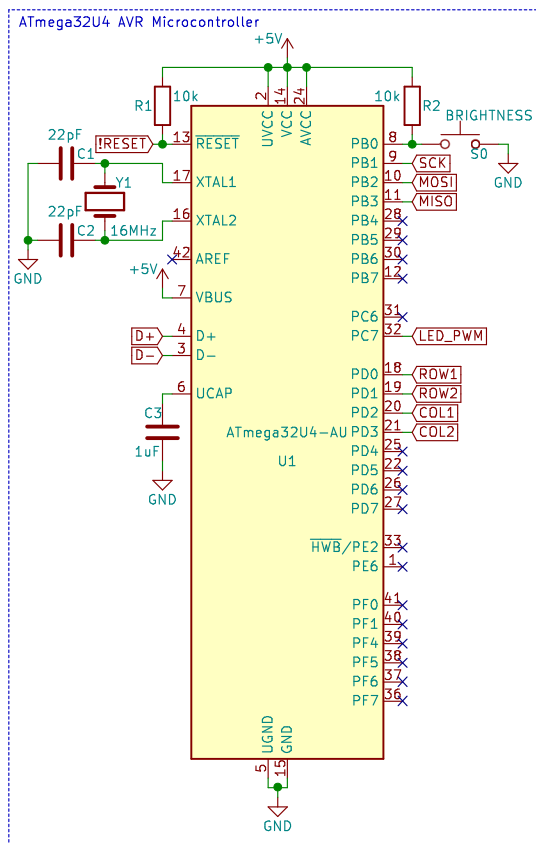 ATmega32U4 AVR Microcontroller
+5V
R1 10k
10k R2
BRIGHTNESS
S0
GND
!RESET
22pF
C1
Y1
22pF
C2
16MHz
GND
+5V
D+
D-
C3
1uF
GND
2 UVCC
14 VCC
24 AVCC
13 RESET
17 XTAL1
16 XTAL2
42 AREF
7 VBUS
4 D+
3 D-
6 UCAP
ATmega32U4-AU
U1
PB0 8
PB1 9 SCK
PB2 10 MOSI
PB3 11 MISO
PB4 28
PB5 29
PB6 30
PB7 12
PC6 31
PC7 32 LED_PWM
PD0 18 ROW1
PD1 19 ROW2
PD2 20 COL1
PD3 21 COL2
PD4 25
PD5 22
PD6 26
PD7 27
HWB/PE2 33
PE6 1
PF0 41
PF1 40
PF4 39
PF5 38
PF6 37
PF7 36
UGND 5
GND 15
GND